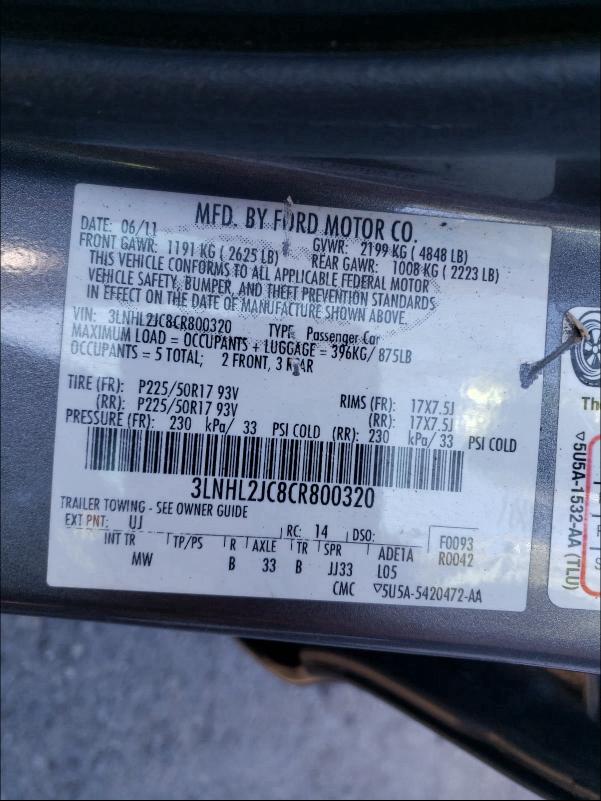 MFD. BY FORD MOTOR CO.
DATE: 06/11 GVWR: 2199 KG ( 4848 LB)
FRONT GAWR: 1191 KG ( 2625 LB) REAR GAWR: 1008 KG ( 2223 LB)
THIS VEHICLE CONFORMS TO ALL APPLICABLE FEDERAL MOTOR
VEHICLE SAFETY, BUMPER, AND THEFT PREVENTION STANDARDS
IN EFFECT ON THE DATE OF MANUFACTURE SHOWN ABOVE.
VIN: 3LNHL2JC8CR800320 TYPE: Passenger Car
MAXIMUM LOAD = OCCUPANTS + LUGGAGE = 396KG/ 875LB
OCCUPANTS = 5 TOTAL; 2 FRONT, 3 REAR
TIRE (FR): P225/50R17 93V RIMS (FR): 17X7.5J
(RR): P225/50R17 93V (RR): 17X7.5J
PRESSURE (FR): 230 kPa/ 33 PSI COLD (RR): 230 kPa/ 33 PSI COLD
3LNHL2JC8CR800320
TRAILER TOWING - SEE OWNER GUIDE
EXT PNT: UJ RC: 14 DSO: F0093
INT TR TP/PS R AXLE TR SPR ADE1A R0042
MW B 33 B JJ33 L05
CMC ▽5U5A-5420472-AA
Th
▽5U5A-1532-AA (TLU)